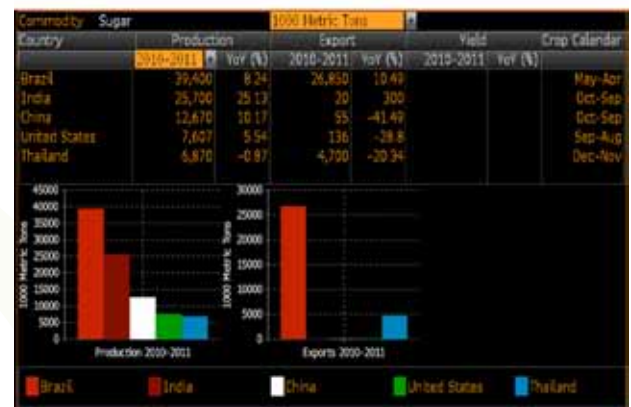 Commodity Sugar 1000 Metric Tons
Country Production Export Yield Crop Calendar
2010-2011 YoY (%) 2010-2011 YoY (%) 2010-2011 YoY (%)
Brazil 39,400 8.24 26,850 10.49 May-Apr
India 25,700 25.13 20 300 Oct-Sep
China 12,670 10.17 55 -41.49 Oct-Sep
United States 7,607 5.54 136 -28.8 Sep-Aug
Thailand 6,870 -0.87 4,700 -20.34 Dec-Nov
1000 Metric Tons
45000
40000
35000
30000
25000
20000
15000
10000
5000
0
Production 2010-2011
1000 Metric Tons
30000
25000
20000
15000
10000
5000
0
Exports 2010-2011
Brazil India China United States Thailand